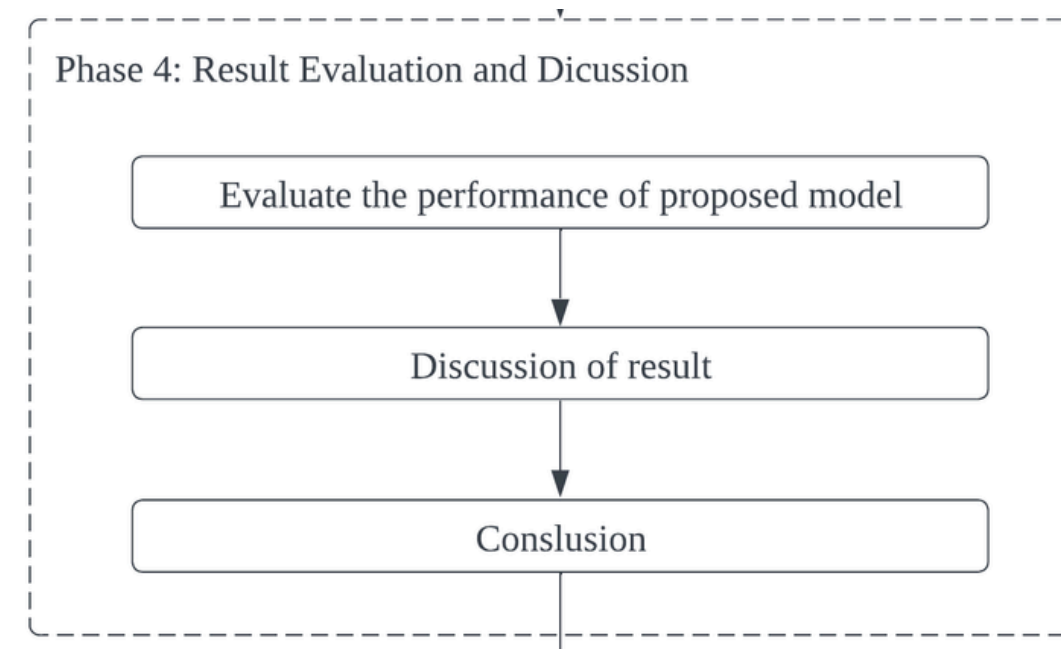 Phase 4: Result Evaluation and Dicussion
Evaluate the performance of proposed model
Discussion of result
Conslusion